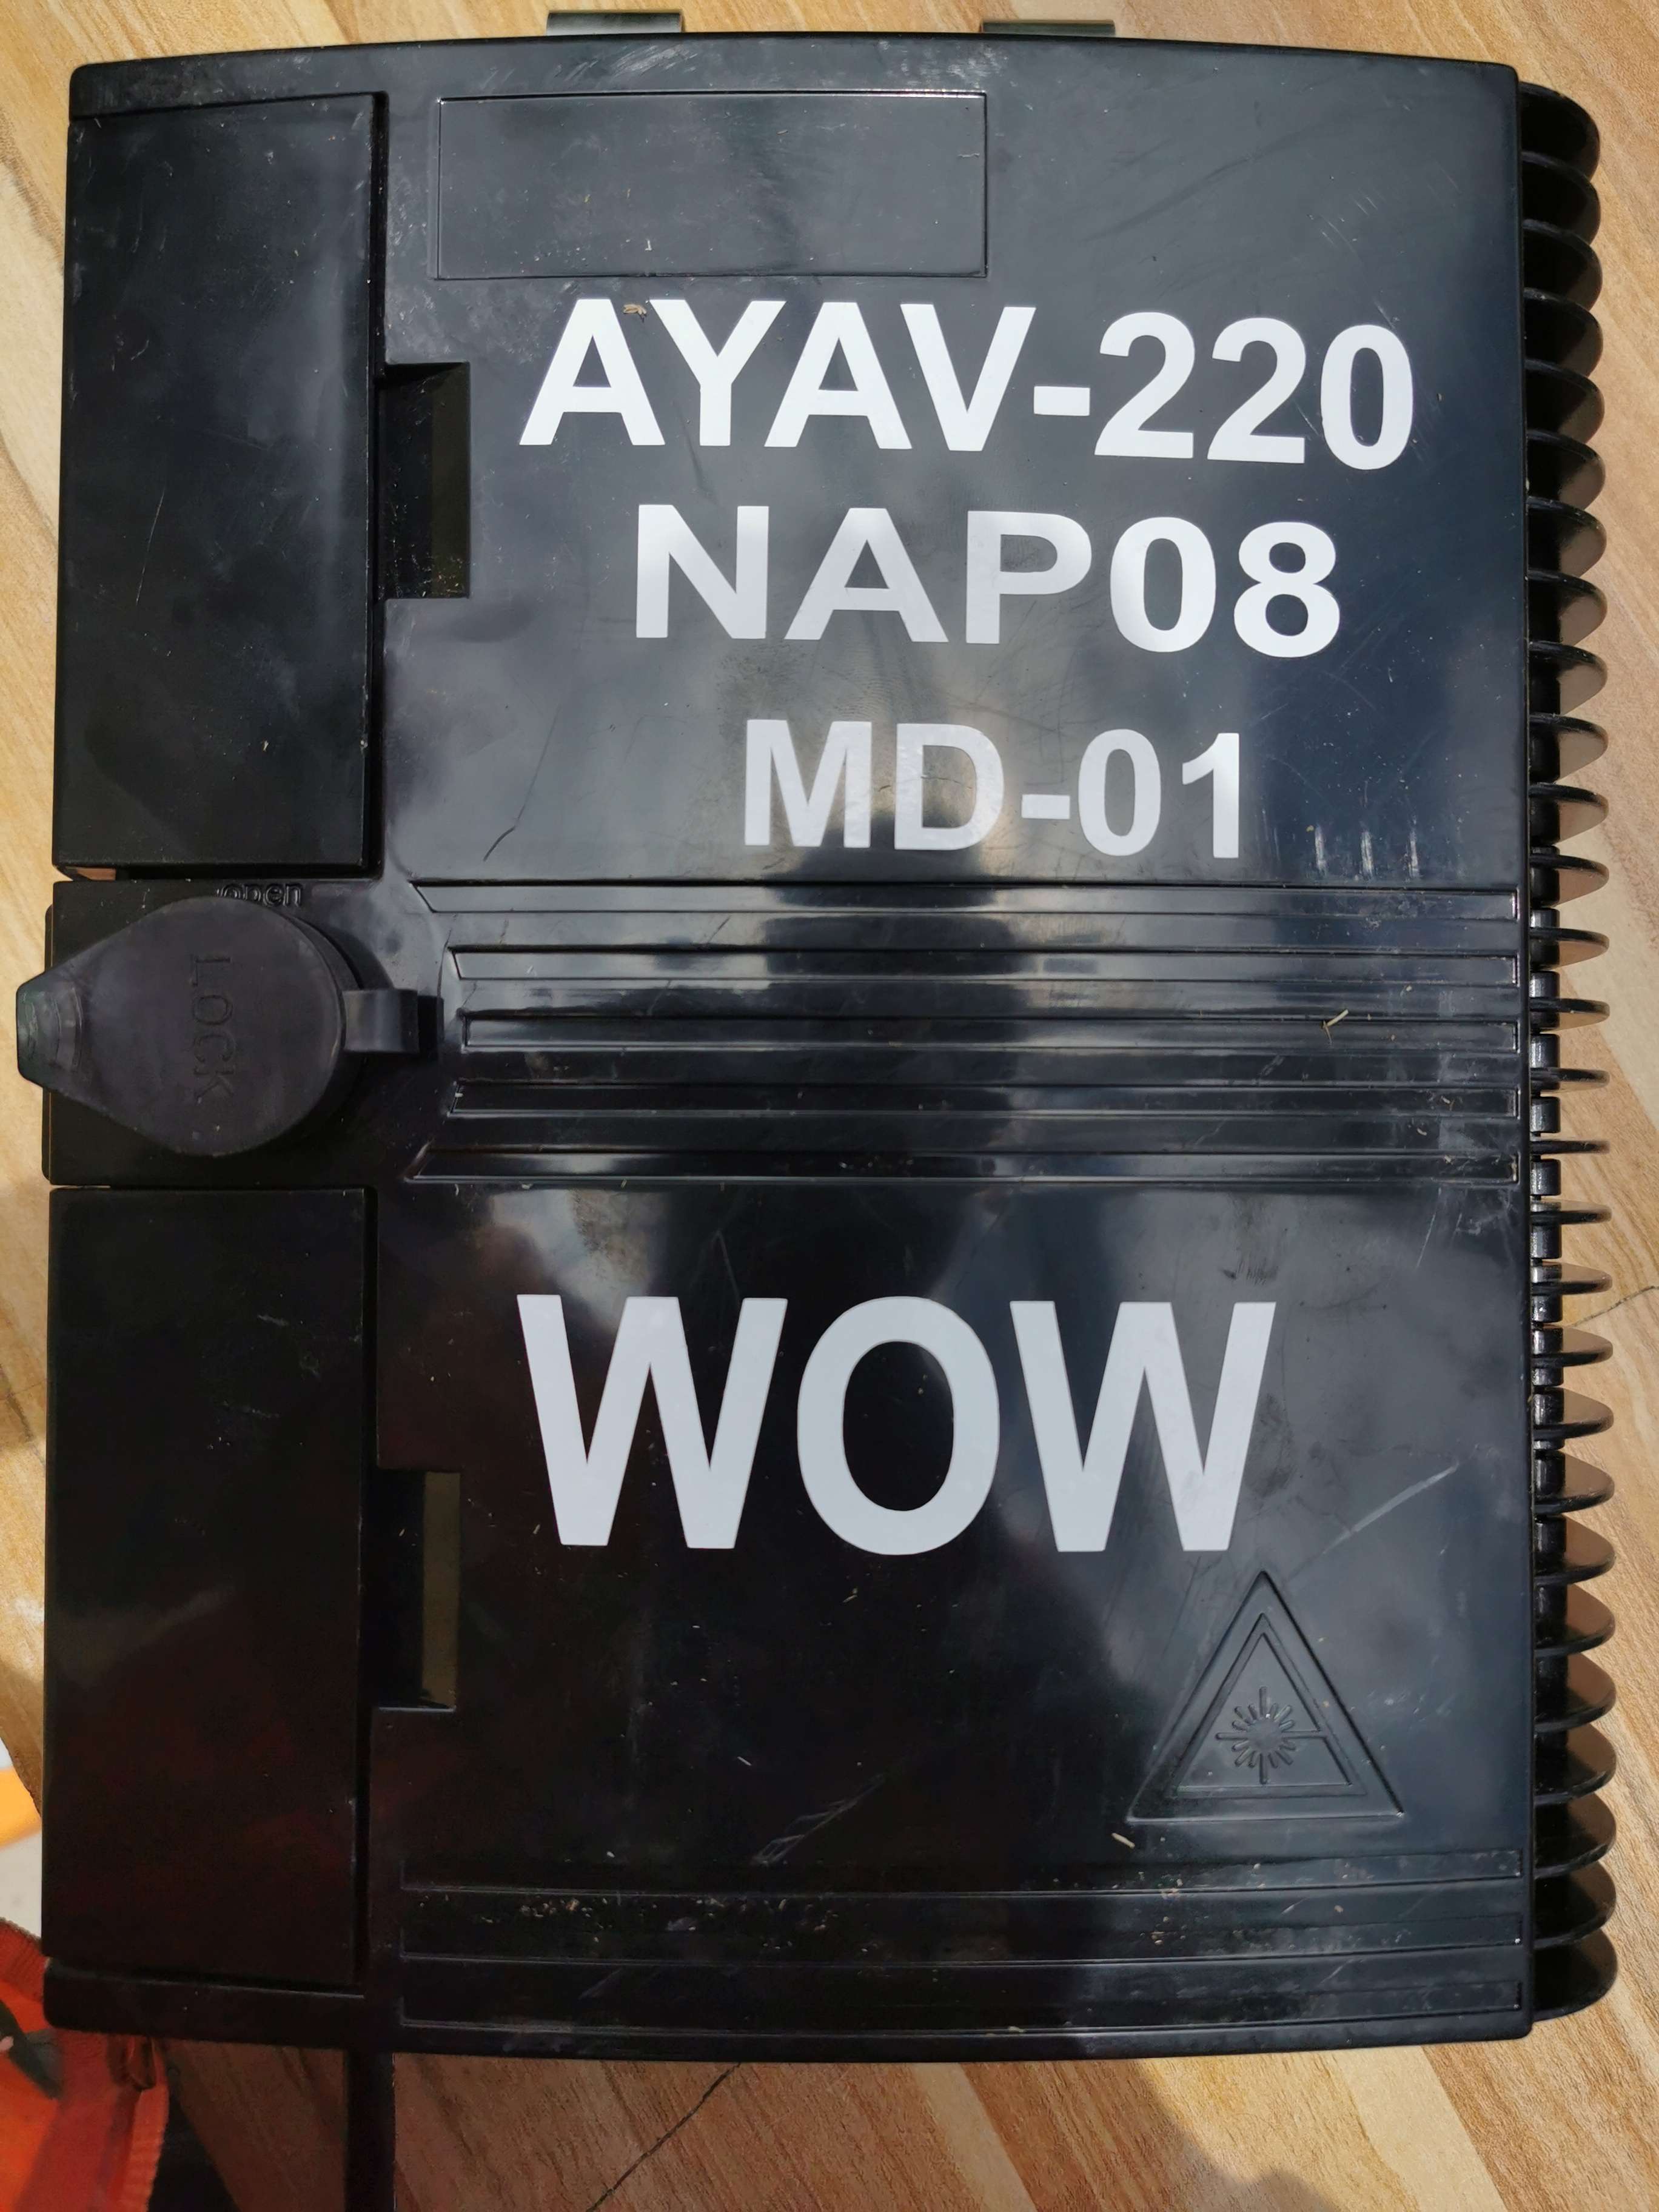 AYAV-220
NAP08
MD-01
open
LOCK
WOW